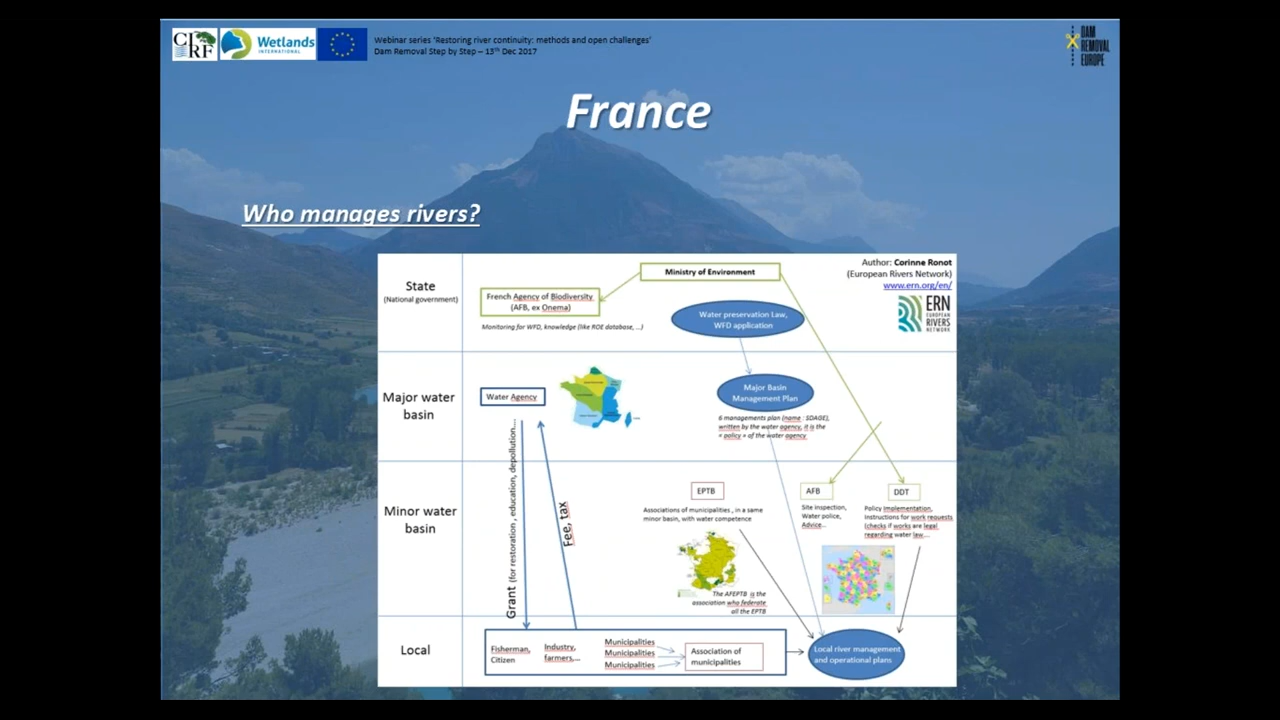 CIRF
Wetlands
INTERNATIONAL
Webinar series 'Restoring river continuity: methods and open challenges'
Dam Removal Step by Step – 13th Dec 2017
DAM
REMOVAL
EUROPE
France
Who manages rivers?
State
(National government)
Ministry of Environment
Author: Corinne Ronot
(European Rivers Network)
www.ern.org/en/
ERN
EUROPEAN
RIVERS
NETWORK
French Agency of Biodiversity
(AFB, ex Onema)
Monitoring for WFD, knowledge (like ROE database, ...)
Water preservation Law,
WFD application
Major water
basin
Water Agency
Major Basin
Management Plan
6 managements plan (name : SDAGE),
written by the water agency, it is the
« policy » of the water agency
Grant (for restoration , education, depollution....
Fee, tax
Minor water
basin
EPTB
Associations of municipalities , in a same
minor basin, with water competence
The AFEPTB is the
association who federate
all the EPTB
AFB
Site inspection,
Water police,
Advice...
DDT
Policy Implementation,
Instructions for work requests
(checks if works are legal
regarding water law...
Local
Fisherman,
Citizen
Industry,
farmers,...
Municipalities
Municipalities
Municipalities
Association of
municipalities
Local river management
and operational plans